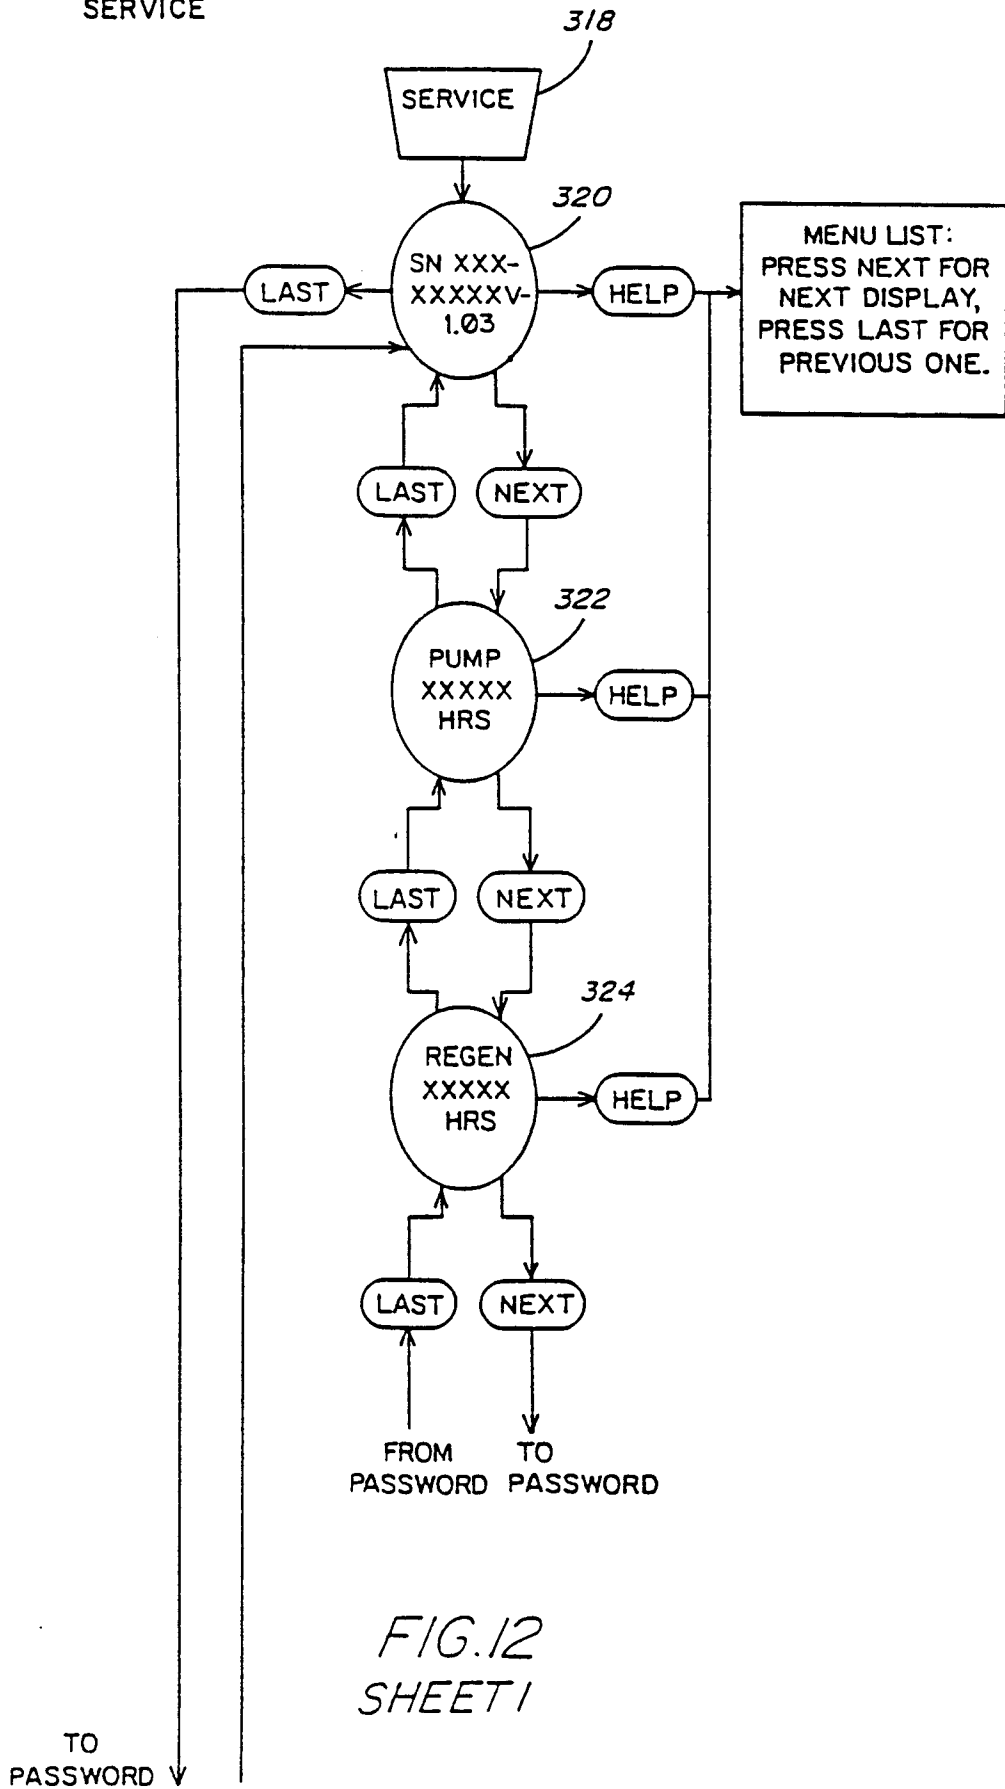 SERVICE
318
SERVICE
320
SN XXX-
XXXXXV-
1.03
LAST
HELP
MENU LIST:
PRESS NEXT FOR
NEXT DISPLAY,
PRESS LAST FOR
PREVIOUS ONE.
LAST
NEXT
322
PUMP
XXXXX
HRS
HELP
LAST
NEXT
324
REGEN
XXXXX
HRS
HELP
LAST
NEXT
FROM
PASSWORD
TO
PASSWORD
FIG.12
SHEET 1
TO
PASSWORD